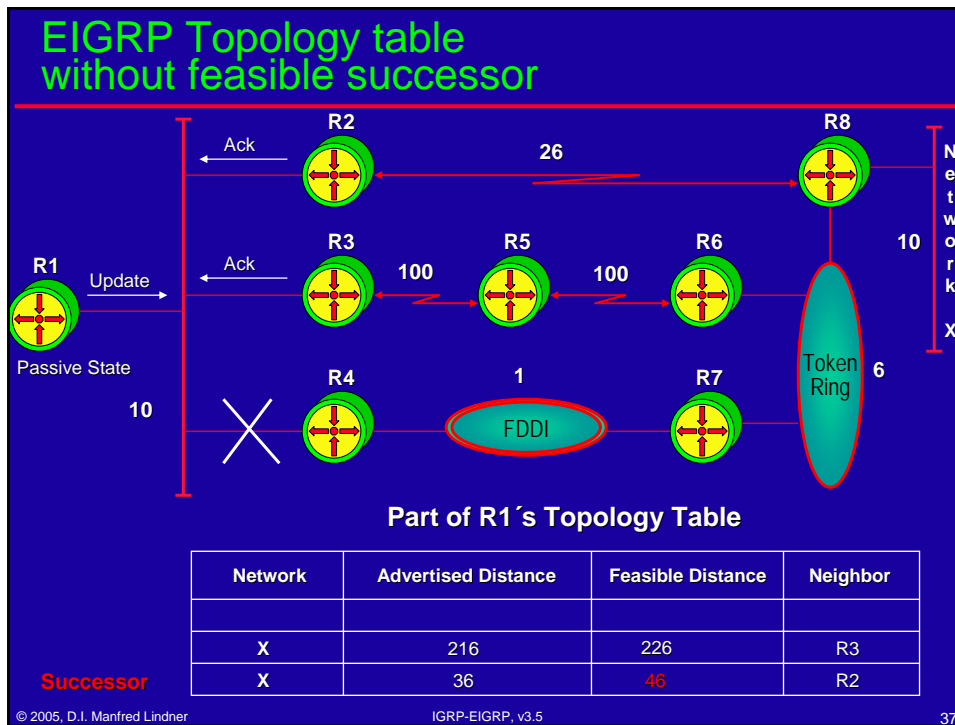 EIGRP Topology table
without feasible successor
R2
R8
Ack
26
Network X
R3
R5
R6
10
R1
Ack
100
100
Update
Passive State
R4
1
R7
Token
Ring
6
10
FDDI
Part of R1´s Topology Table
Network Advertised Distance Feasible Distance Neighbor
X 216 226 R3
Successor X 36 46 R2
© 2005, D.I. Manfred Lindner IGRP-EIGRP, v3.5 37